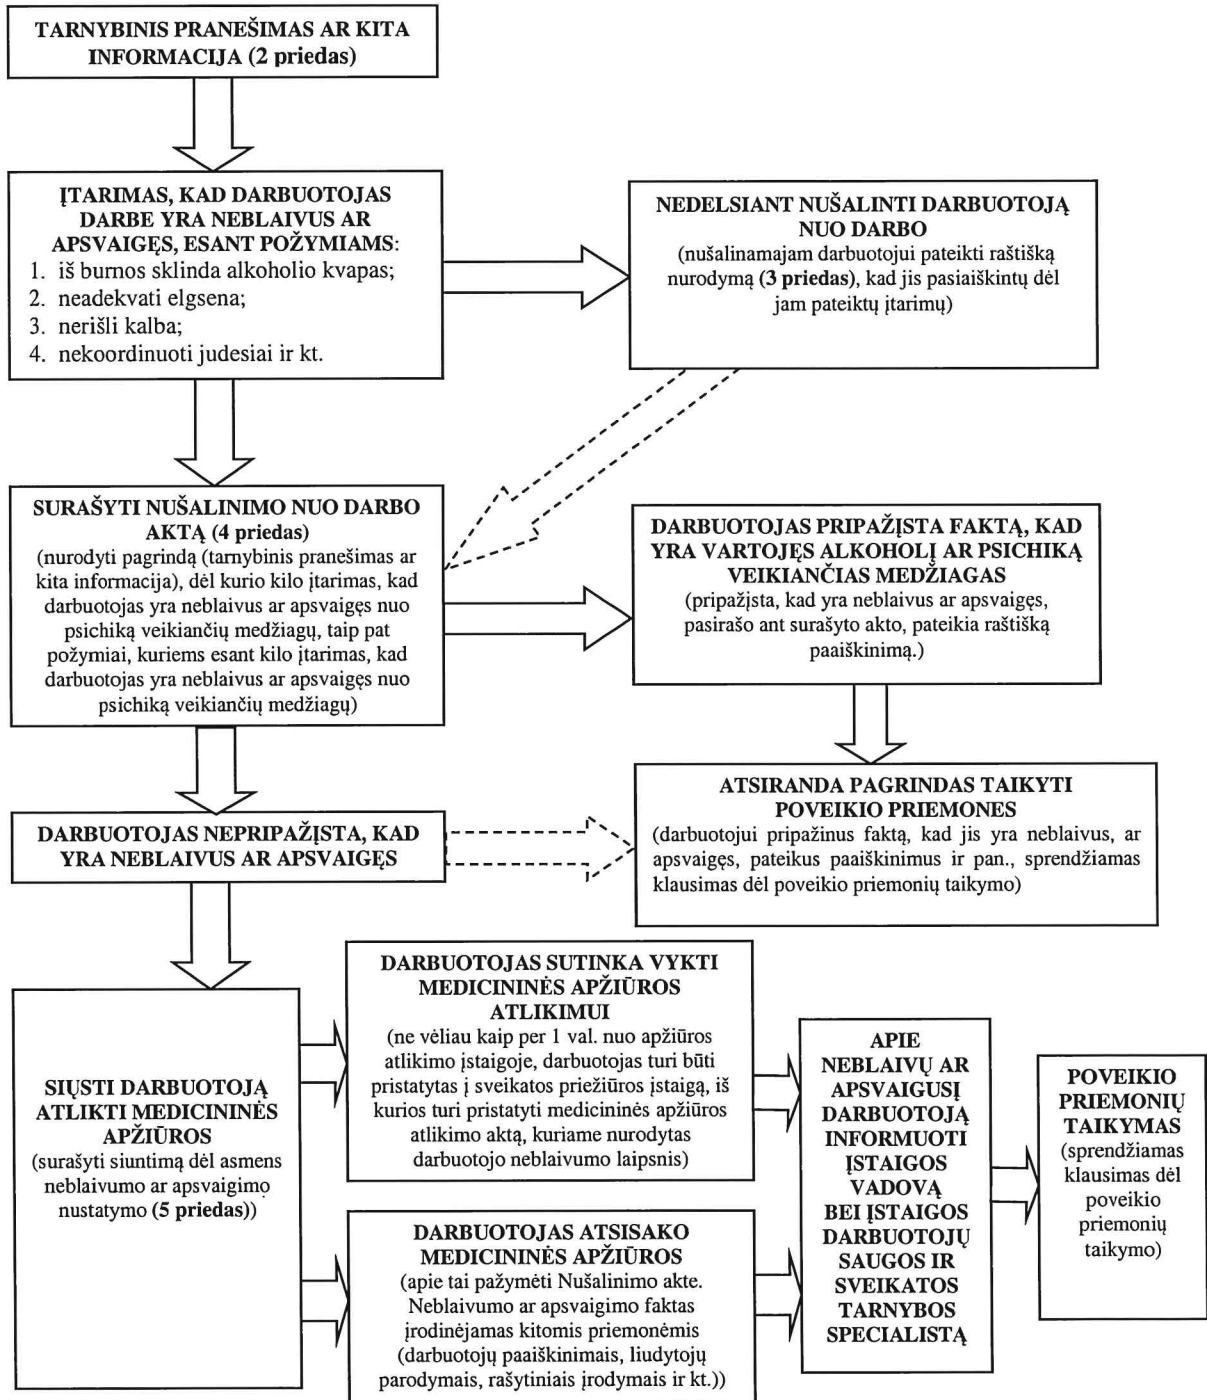 TARNYBINIS PRANEŠIMAS AR KITA
INFORMACIJA (2 priedas)
ĮTARIMAS, KAD DARBUOTOJAS
DARBE YRA NEBLAIVUS AR
APSVAIGĘS, ESANT POŽYMIAMS:
1. iš burnos sklinda alkoholio kvapas;
2. neadekvati elgsena;
3. nerišli kalba;
4. nekoordinuoti judesiai ir kt.
NEDELSIANT NUŠALINTI DARBUOTOJĄ
NUO DARBO
(nušalinamajam darbuotojui pateikti raštišką
nurodymą (3 priedas), kad jis pasiaiškintų dėl
jam pateiktų įtarimų)
SURAŠYTI NUŠALINIMO NUO DARBO
AKTĄ (4 priedas)
(nurodyti pagrindą (tarnybinis pranešimas ar
kita informacija), dėl kurio kilo įtarimas, kad
darbuotojas yra neblaivus ar apsvaigęs nuo
psichiką veikiančių medžiagų, taip pat
požymiai, kuriems esant kilo įtarimas, kad
darbuotojas yra neblaivus ar apsvaigęs nuo
psichiką veikiančių medžiagų)
DARBUOTOJAS PRIPAŽĮSTA FAKTĄ, KAD
YRA VARTOJĘS ALKOHOLĮ AR PSICHIKĄ
VEIKIANČIAS MEDŽIAGAS
(pripažįsta, kad yra neblaivus ar apsvaigęs,
pasirašo ant surašyto akto, pateikia raštišką
paaiškinimą.)
DARBUOTOJAS NEPRIPAŽĮSTA, KAD
YRA NEBLAIVUS AR APSVAIGĘS
ATSIRANDA PAGRINDAS TAIKYTI
POVEIKIO PRIEMONES
(darbuotojui pripažinus faktą, kad jis yra neblaivus, ar
apsvaigęs, pateikus paaiškinimus ir pan., sprendžiamas
klausimas dėl poveikio priemonių taikymo)
SIŲSTI DARBUOTOJĄ
ATLIKTI MEDICININĖS
APŽIŪROS
(surašyti siuntimą dėl asmens
neblaivumo ar apsvaigimo
nustatymo (5 priedas))
DARBUOTOJAS SUTINKA VYKTI
MEDICININĖS APŽIŪROS
ATLIKIMUI
(ne vėliau kaip per 1 val. nuo apžiūros
atlikimo įstaigoje, darbuotojas turi būti
pristatytas į sveikatos priežiūros įstaigą, iš
kurios turi pristatyti medicininės apžiūros
atlikimo aktą, kuriame nurodytas
darbuotojo neblaivumo laipsnis)
DARBUOTOJAS ATSISAKO
MEDICININĖS APŽIŪROS
(apie tai pažymėti Nušalinimo akte.
Neblaivumo ar apsvaigimo faktas
įrodinėjamas kitomis priemonėmis
(darbuotojų paaiškinimais, liudytojų
parodymais, rašytiniais įrodymais ir kt.))
APIE
NEBLAIVŲ AR
APSVAIGUSĮ
DARBUOTOJĄ
INFORMUOTI
ĮSTAIGOS
VADOVĄ
BEI ĮSTAIGOS
DARBUOTOJŲ
SAUGOS IR
SVEIKATOS
TARNYBOS
SPECIALISTĄ
POVEIKIO
PRIEMONIŲ
TAIKYMAS
(sprendžiamas
klausimas dėl
poveikio
priemonių
taikymo)